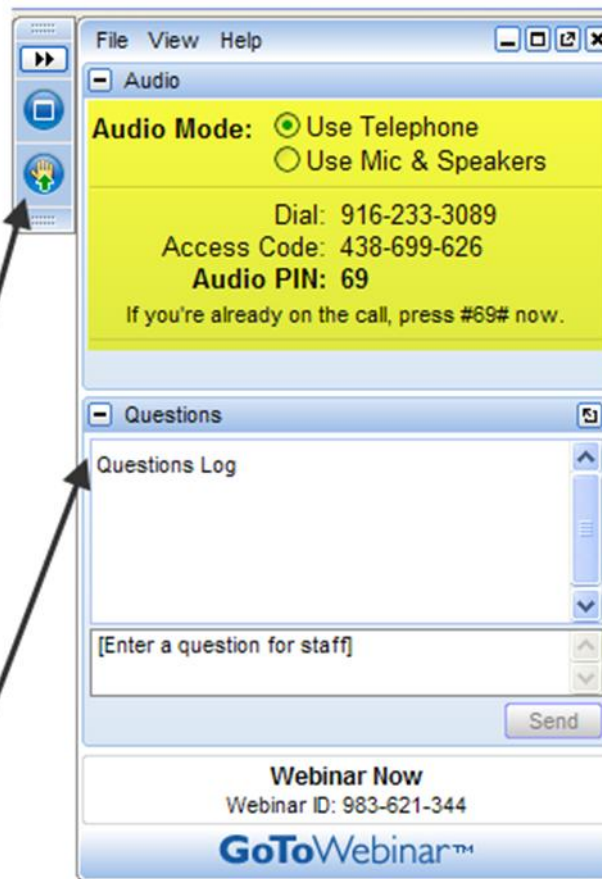 File View Help
Audio
Audio Mode: Use Telephone
Use Mic & Speakers
Dial: 916-233-3089
Access Code: 438-699-626
Audio PIN: 69
If you're already on the call, press #69# now.
Questions
Questions Log
[Enter a question for staff]
Send
Webinar Now
Webinar ID: 983-621-344
GoToWebinar™